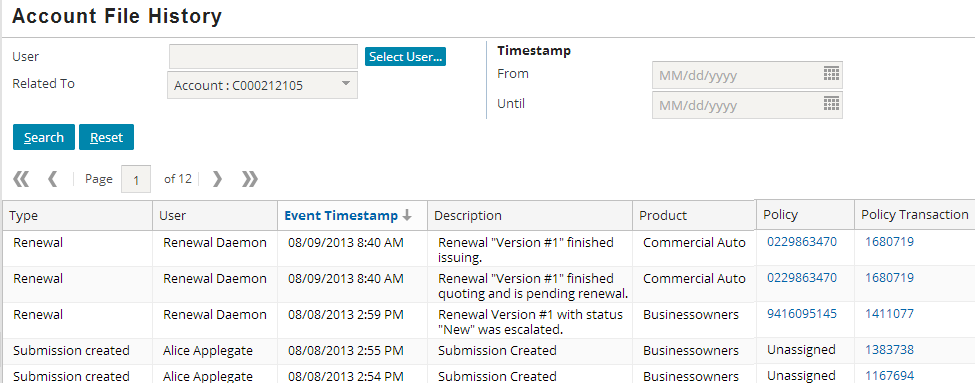 Account File History
User Select User... Timestamp
Related To Account : C000212105 From MM/dd/yyyy
Until MM/dd/yyyy
Search Reset
Page 1 of 12
Type User Event Timestamp Description Product Policy Policy Transaction
Renewal Renewal Daemon 08/09/2013 8:40 AM Renewal "Version #1" finished Commercial Auto 0229863470 1680719
issuing.
Renewal Renewal Daemon 08/09/2013 8:40 AM Renewal "Version #1" finished Commercial Auto 0229863470 1680719
quoting and is pending renewal.
Renewal Renewal Daemon 08/08/2013 2:59 PM Renewal Version #1 with status Businessowners 9416095145 1411077
"New" was escalated.
Submission created Alice Applegate 08/08/2013 2:55 PM Submission Created Businessowners Unassigned 1383738
Submission created Alice Applegate 08/08/2013 2:54 PM Submission Created Businessowners Unassigned 1167694